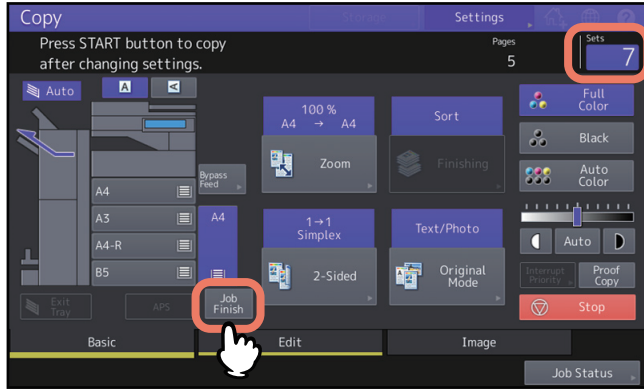 Copy
Storage
Settings
Press START button to copy
after changing settings.
Pages
5
Sets
7
Auto
A
A
100 %
A4 → A4
Zoom
Sort
Finishing
Full
Color
Black
Auto
Color
Bypass
Feed
A4
A3
A4-R
B5
A4
1→1
Simplex
2-Sided
Text/Photo
Original
Mode
Auto
Interrupt
Priority
Proof
Copy
Exit
Tray
APS
Job
Finish
Stop
Basic
Edit
Image
Job Status